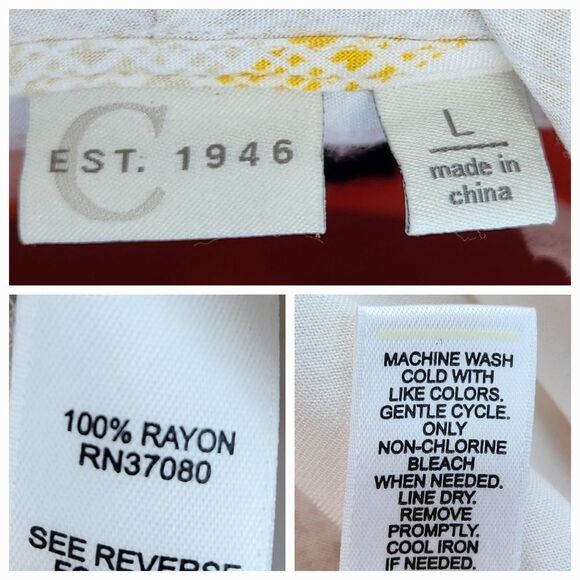 C
EST. 1946
L
made in
china
100% RAYON
RN37080
SEE REVERSE
MACHINE WASH
COLD WITH
LIKE COLORS.
GENTLE CYCLE.
ONLY
NON-CHLORINE
BLEACH
WHEN NEEDED.
LINE DRY.
REMOVE
PROMPTLY.
COOL IRON
IF NEEDED.